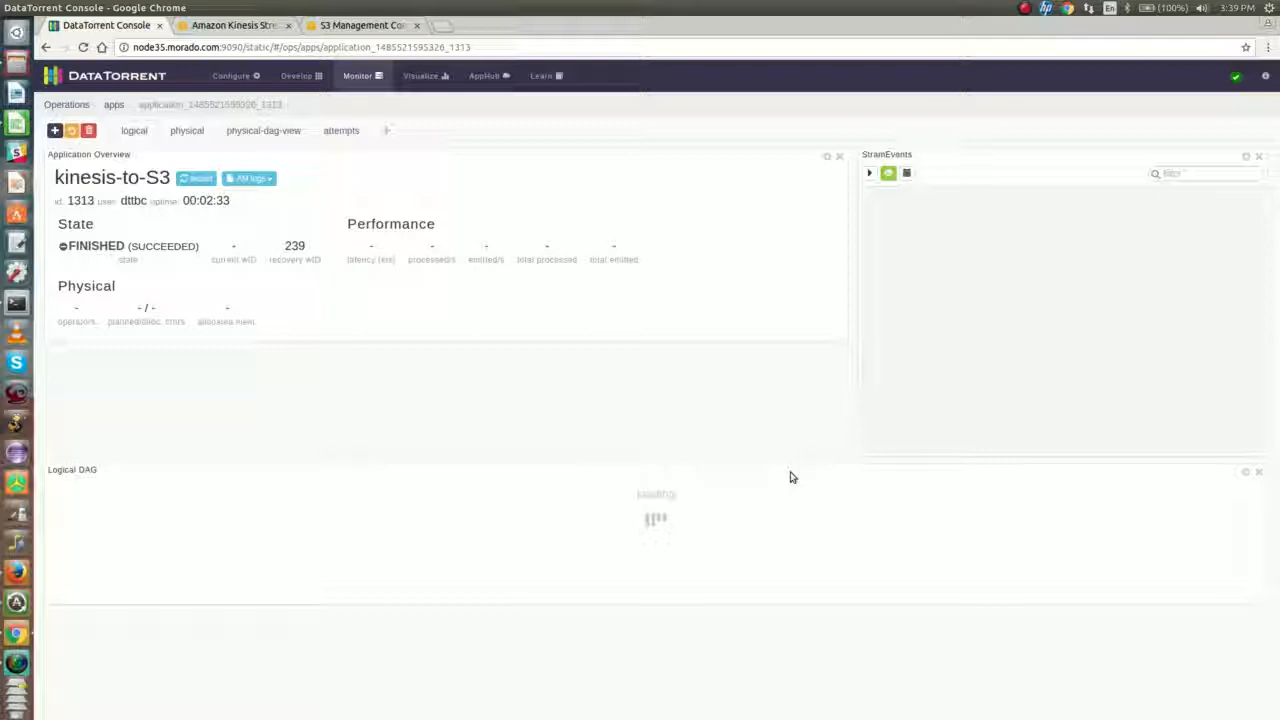 DataTorrent Console - Google Chrome
En (100%) 3:39 PM
DataTorrent Console × Amazon Kinesis Stre × S3 Management Co ×
node35.morado.com:9090/static/#/ops/apps/application_1485521595326_1313
DATATORRENT Configure Develop Monitor Visualize AppHub Learn
Operations apps application_1485521595326_1313
logical physical physical-dag-view attempts +
Application Overview
StramEvents
kinesis-to-S3 AM logs
filter
id: 1313 user: dttbc uptime: 00:02:33
State Performance
FINISHED (SUCCEEDED) - 239 - - - - -
state current wID recovery wID latency (ms) processed/s emitted/s total processed total emitted
Physical
- - / - -
operators planned/alloc. cntrs allocated mem.
Logical DAG
loading